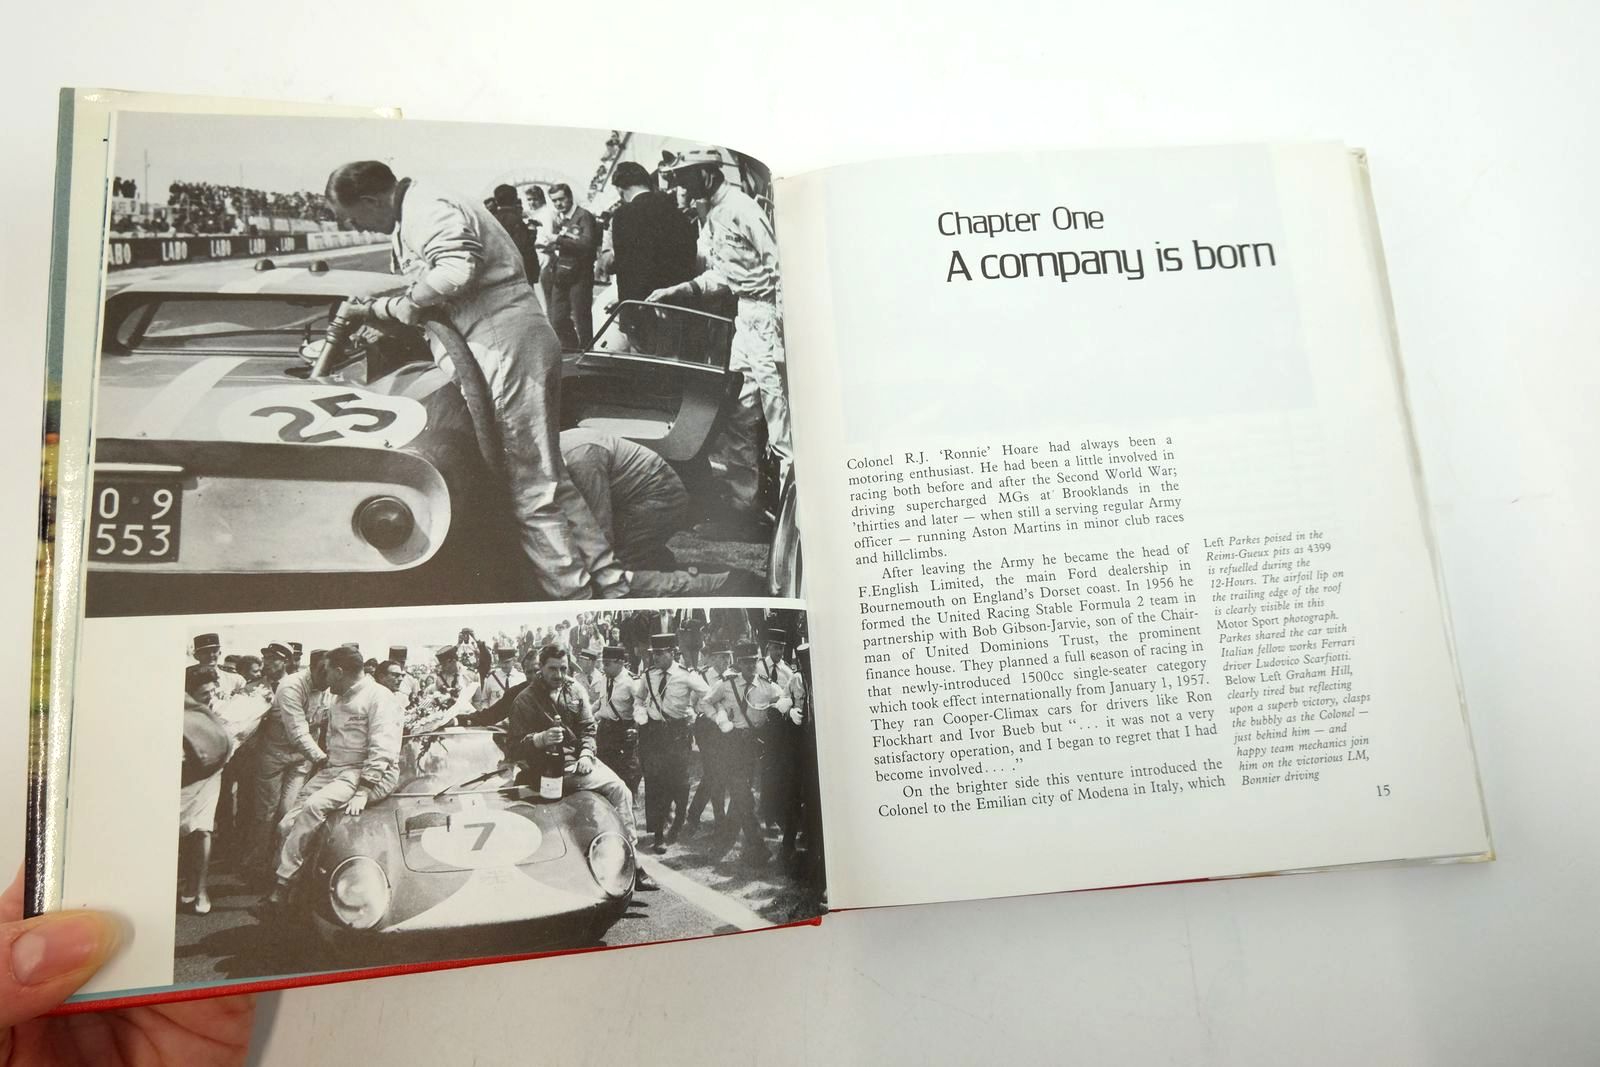 LABO
LABO
LABO
LABO
25
0 9
553
7
Chapter One
A company is born
Colonel R.J. ‘Ronnie’ Hoare had always been a
motoring enthusiast. He had been a little involved in
racing both before and after the Second World War;
driving supercharged MGs at Brooklands in the
’thirties and later — when still a serving regular Army
officer — running Aston Martins in minor club races
and hillclimbs.
After leaving the Army he became the head of
F.English Limited, the main Ford dealership in
Bournemouth on England’s Dorset coast. In 1956 he
formed the United Racing Stable Formula 2 team in
partnership with Bob Gibson-Jarvie, son of the Chair-
man of United Dominions Trust, the prominent
finance house. They planned a full season of racing in
that newly-introduced 1500cc single-seater category
which took effect internationally from January 1, 1957.
They ran Cooper-Climax cars for drivers like Ron
Flockhart and Ivor Bueb but “. . . it was not a very
satisfactory operation, and I began to regret that I had
become involved. . . .”
On the brighter side this venture introduced the
Colonel to the Emilian city of Modena in Italy, which
Left Parkes poised in the
Reims-Gueux pits as 4399
is refuelled during the
12-Hours. The airfoil lip on
the trailing edge of the roof
is clearly visible in this
Motor Sport photograph.
Parkes shared the car with
Italian fellow works Ferrari
driver Ludovico Scarfiotti.
Below Left Graham Hill,
clearly tired but reflecting
upon a superb victory, clasps
the bubbly as the Colonel —
just behind him — and
happy team mechanics join
him on the victorious LM,
Bonnier driving
15